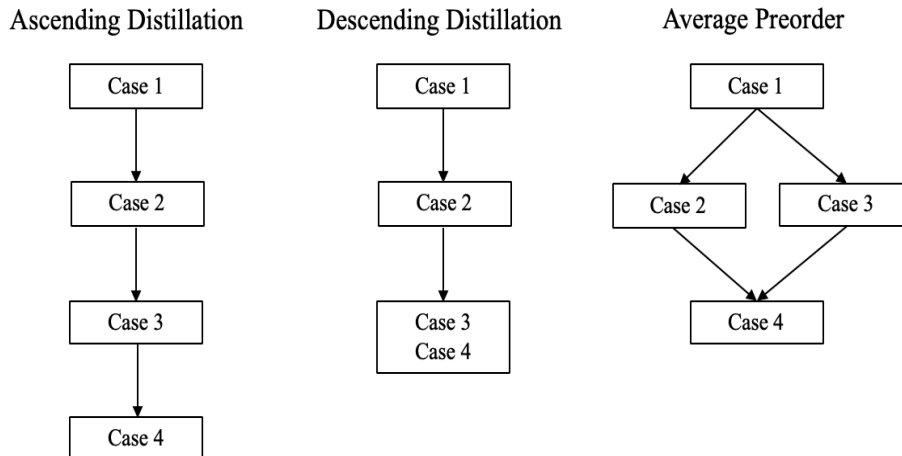 Ascending Distillation
Case 1
Case 2
Case 3
Case 4
Descending Distillation
Case 1
Case 2
Case 3
Case 4
Average Preorder
Case 1
Case 2
Case 3
Case 4